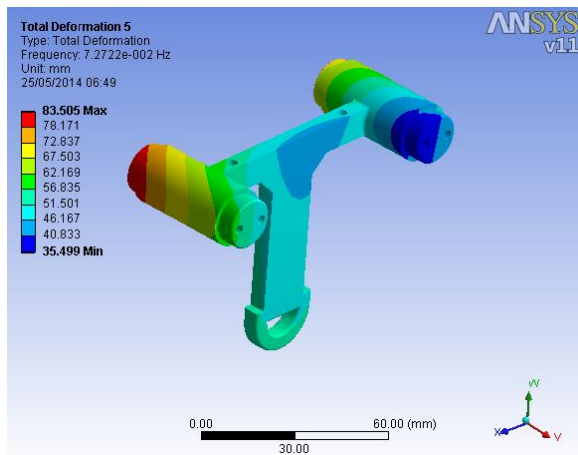 Total Deformation 5
Type: Total Deformation
Frequency: 7.2722e-002 Hz
Unit: mm
25/05/2014 06:49
ANSYS
v11
83.505 Max
78.171
72.837
67.503
62.169
56.835
51.501
46.167
40.833
35.499 Min
0.00
60.00 (mm)
30.00
W
X
V